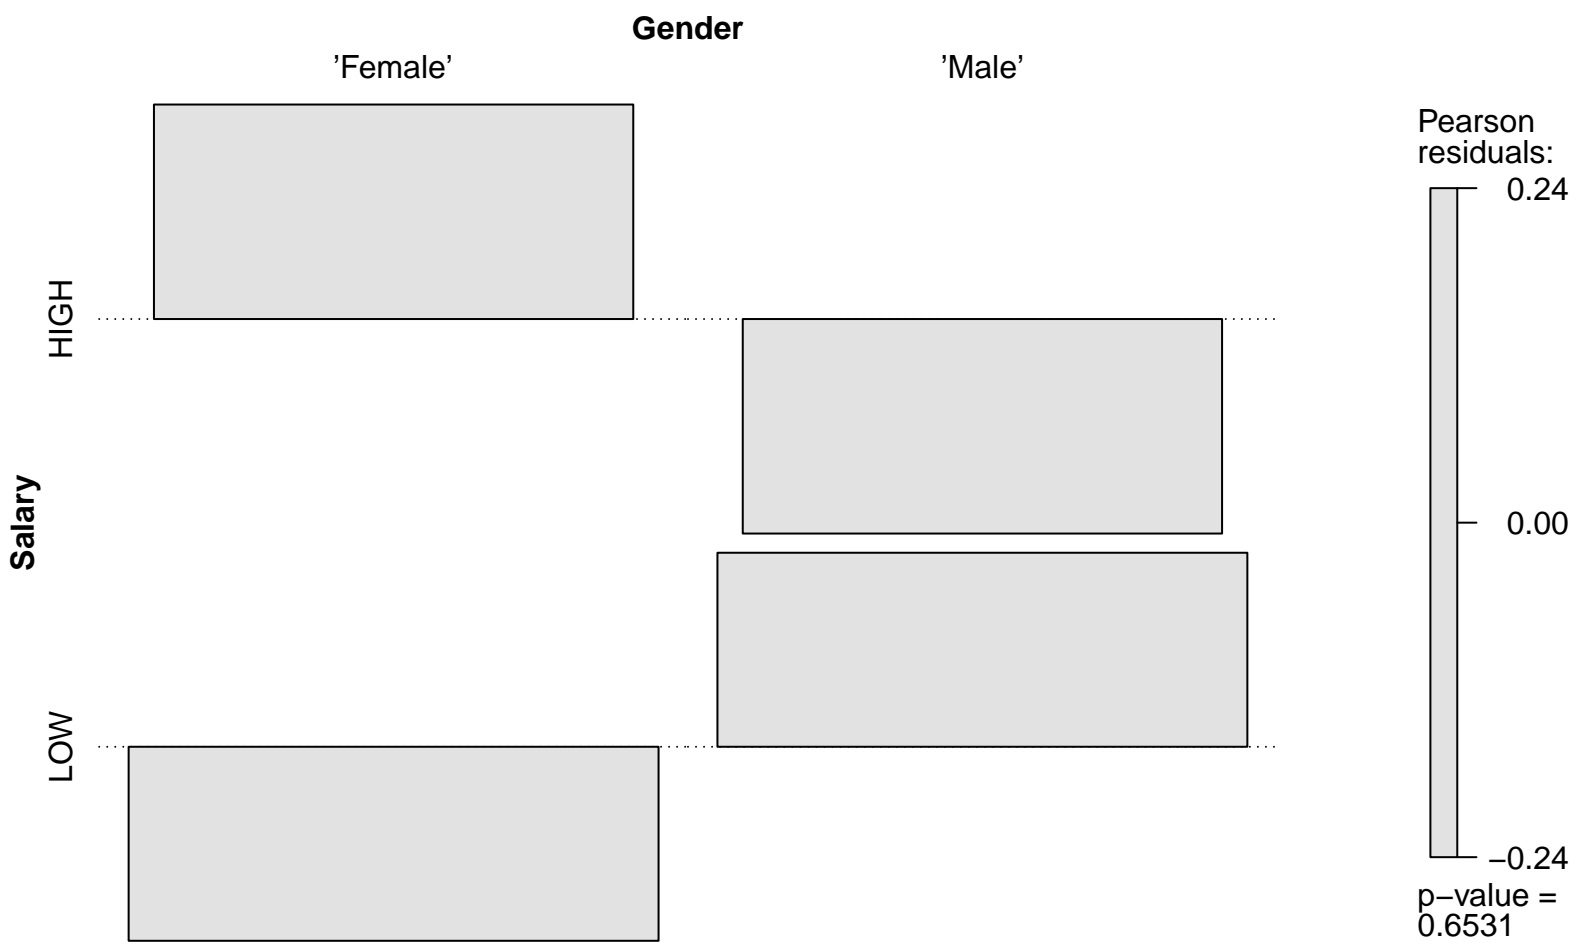 Gender
’Female’
’Male’
Pearson
residuals:
0.24
HIGH
Salary
0.00
LOW
−0.24
p−value =
0.6531